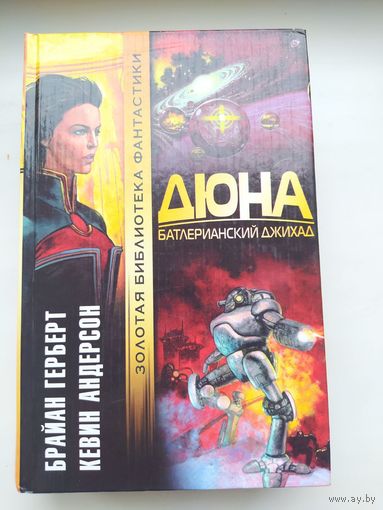 ДЮНА
БАТЛЕРИАНСКИЙ ДЖИХАД
ЗОЛОТАЯ БИБЛИОТЕКА ФАНТАСТИКИ
БРАЙАН ГЕРБЕРТ
КЕВИН АНДЕРСОН
www.ay.by